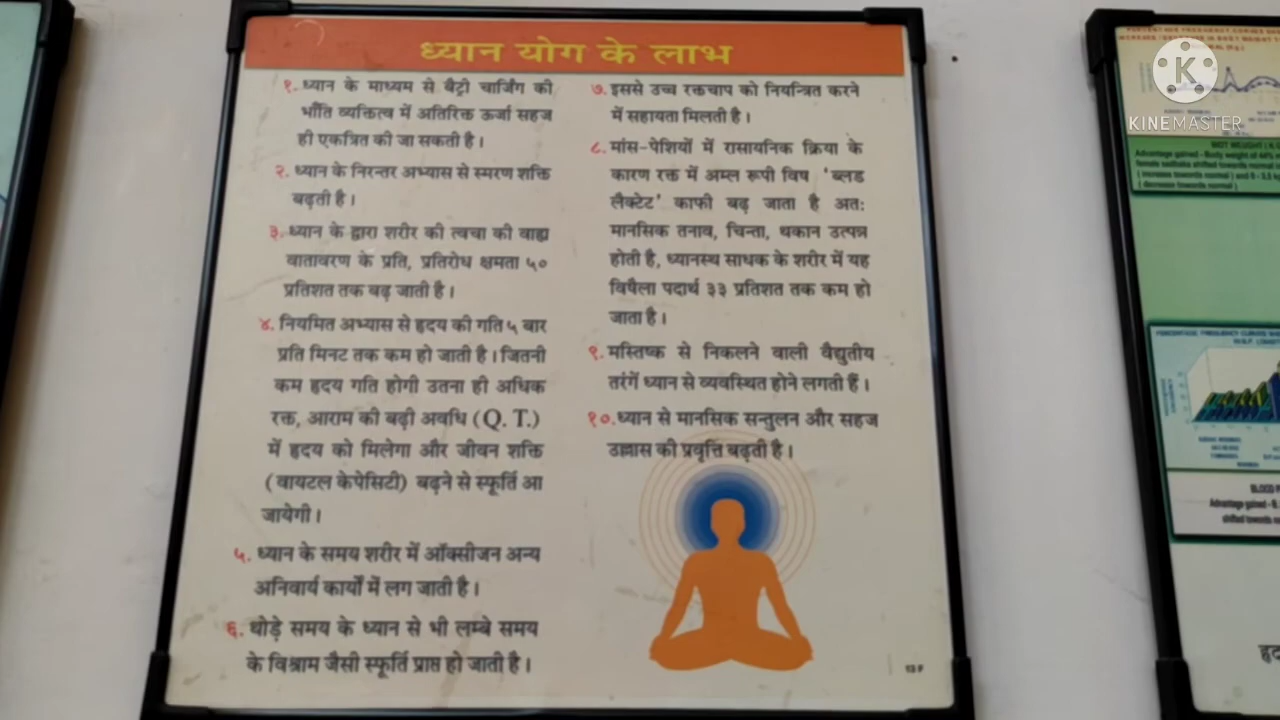 ध्यान योग के लाभ
१. ध्यान के माध्यम से बैट्री चार्जिंग की
भाँति व्यक्तित्व में अतिरिक्त ऊर्जा सहज
ही एकत्रित की जा सकती है।
२. ध्यान के निरन्तर अभ्यास से स्मरण शक्ति
बढ़ती है।
३. ध्यान के द्वारा शरीर की त्वचा की वाह्य
वातावरण के प्रति, प्रतिरोध क्षमता ५०
प्रतिशत तक बढ़ जाती है।
४. नियमित अभ्यास से हृदय की गति ५ बार
प्रति मिनट तक कम हो जाती है। जितनी
कम हृदय गति होगी उतना ही अधिक
रक्त, आराम की बढ़ी अवधि (Q. T.)
में हृदय को मिलेगा और जीवन शक्ति
(वायटल केपेसिटी) बढ़ने से स्फूर्ति आ
जायेगी।
५. ध्यान के समय शरीर में ऑक्सीजन अन्य
अनिवार्य कार्यों में लग जाती है।
६. थोड़े समय के ध्यान से भी लम्बे समय
के विश्राम जैसी स्फूर्ति प्राप्त हो जाती है।
७. इससे उच्च रक्तचाप को नियन्त्रित करने
में सहायता मिलती है।
८. मांस-पेशियों में रासायनिक क्रिया के
कारण रक्त में अम्ल रूपी विष 'ब्लड
लैक्टेट' काफी बढ़ जाता है अतः
मानसिक तनाव, चिन्ता, थकान उत्पन्न
होती है, ध्यानस्थ साधक के शरीर में यह
विषैला पदार्थ ३३ प्रतिशत तक कम हो
जाता है।
९. मस्तिष्क से निकलने वाली वैद्युतीय
तरंगें ध्यान से व्यवस्थित होने लगती हैं।
१०. ध्यान से मानसिक सन्तुलन और सहज
उल्लास की प्रवृत्ति बढ़ती है।
K
KINEMASTER